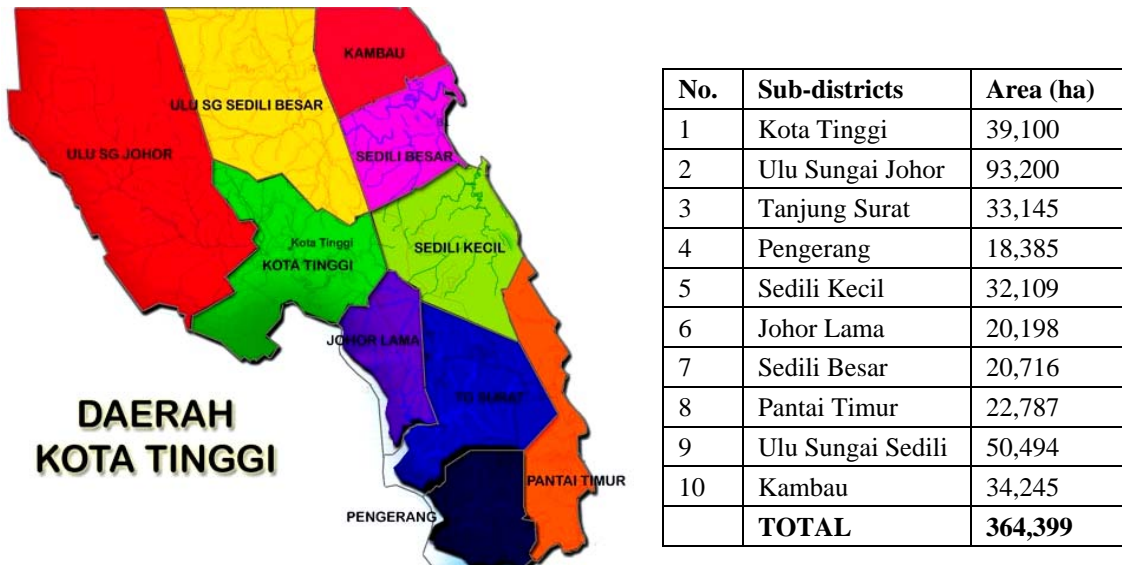 KAMBAU
ULU SG SEDILI BESAR
ULU SG JOHOR
SEDILI BESAR
Kota Tinggi
KOTA TINGGI
SEDILI KECIL
JOHOR LAMA
TG SURAT
DAERAH
KOTA TINGGI
PANTAI TIMUR
PENGERANG
No. Sub-districts Area (ha)
1 Kota Tinggi 39,100
2 Ulu Sungai Johor 93,200
3 Tanjung Surat 33,145
4 Pengerang 18,385
5 Sedili Kecil 32,109
6 Johor Lama 20,198
7 Sedili Besar 20,716
8 Pantai Timur 22,787
9 Ulu Sungai Sedili 50,494
10 Kambau 34,245
TOTAL 364,399